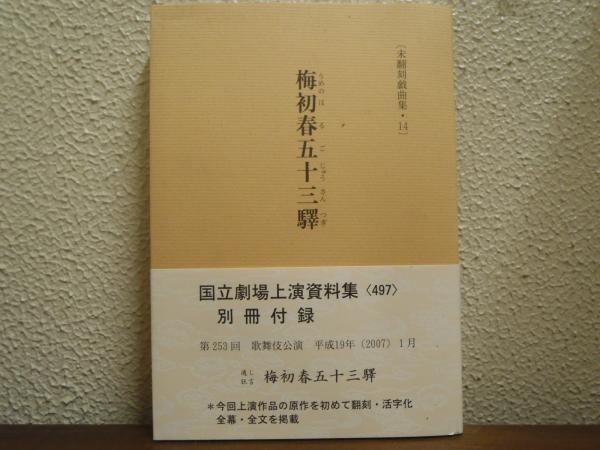 〔未翻刻戯曲集・14〕
梅初春五十三驛
うめのはるごじゅうさんつぎ
国立劇場上演資料集〈497〉
別冊付録
第253回 歌舞伎公演 平成19年(2007)1月
通し狂言 梅初春五十三驛
＊今回上演作品の原作を初めて翻刻・活字化
全幕・全文を掲載